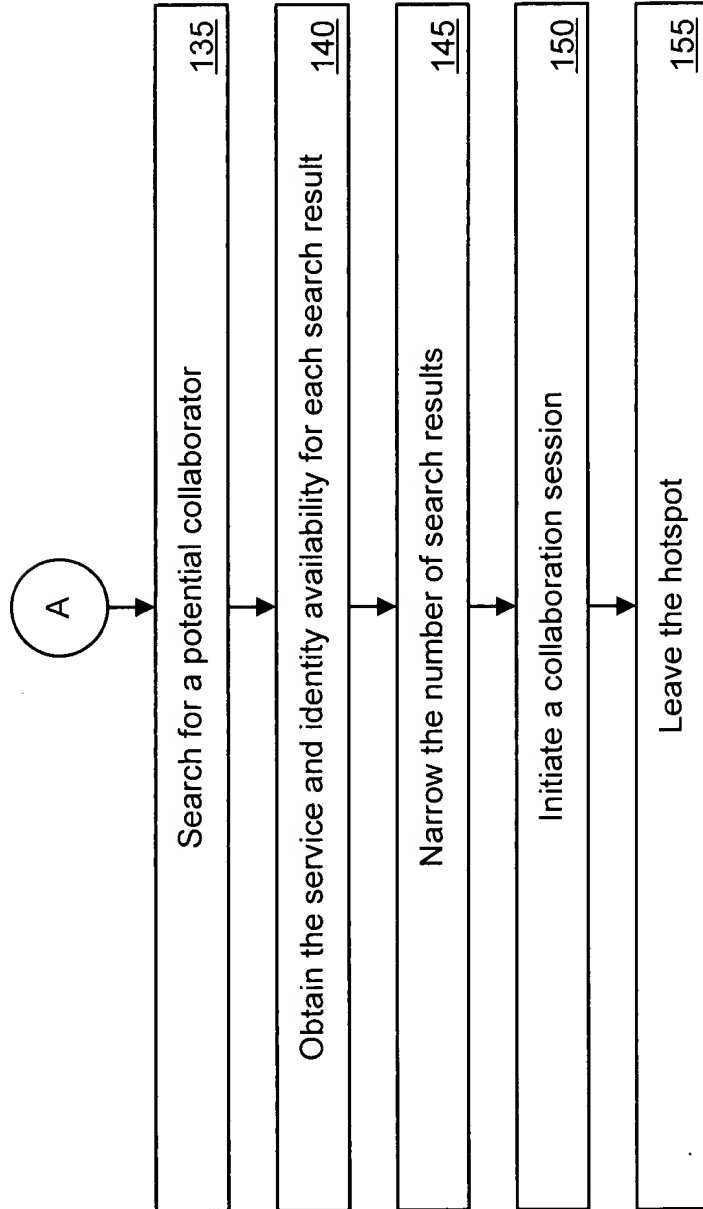 A
Search for a potential collaborator
135
Obtain the service and identity availability for each search result
140
Narrow the number of search results
145
Initiate a collaboration session
150
Leave the hotspot
155